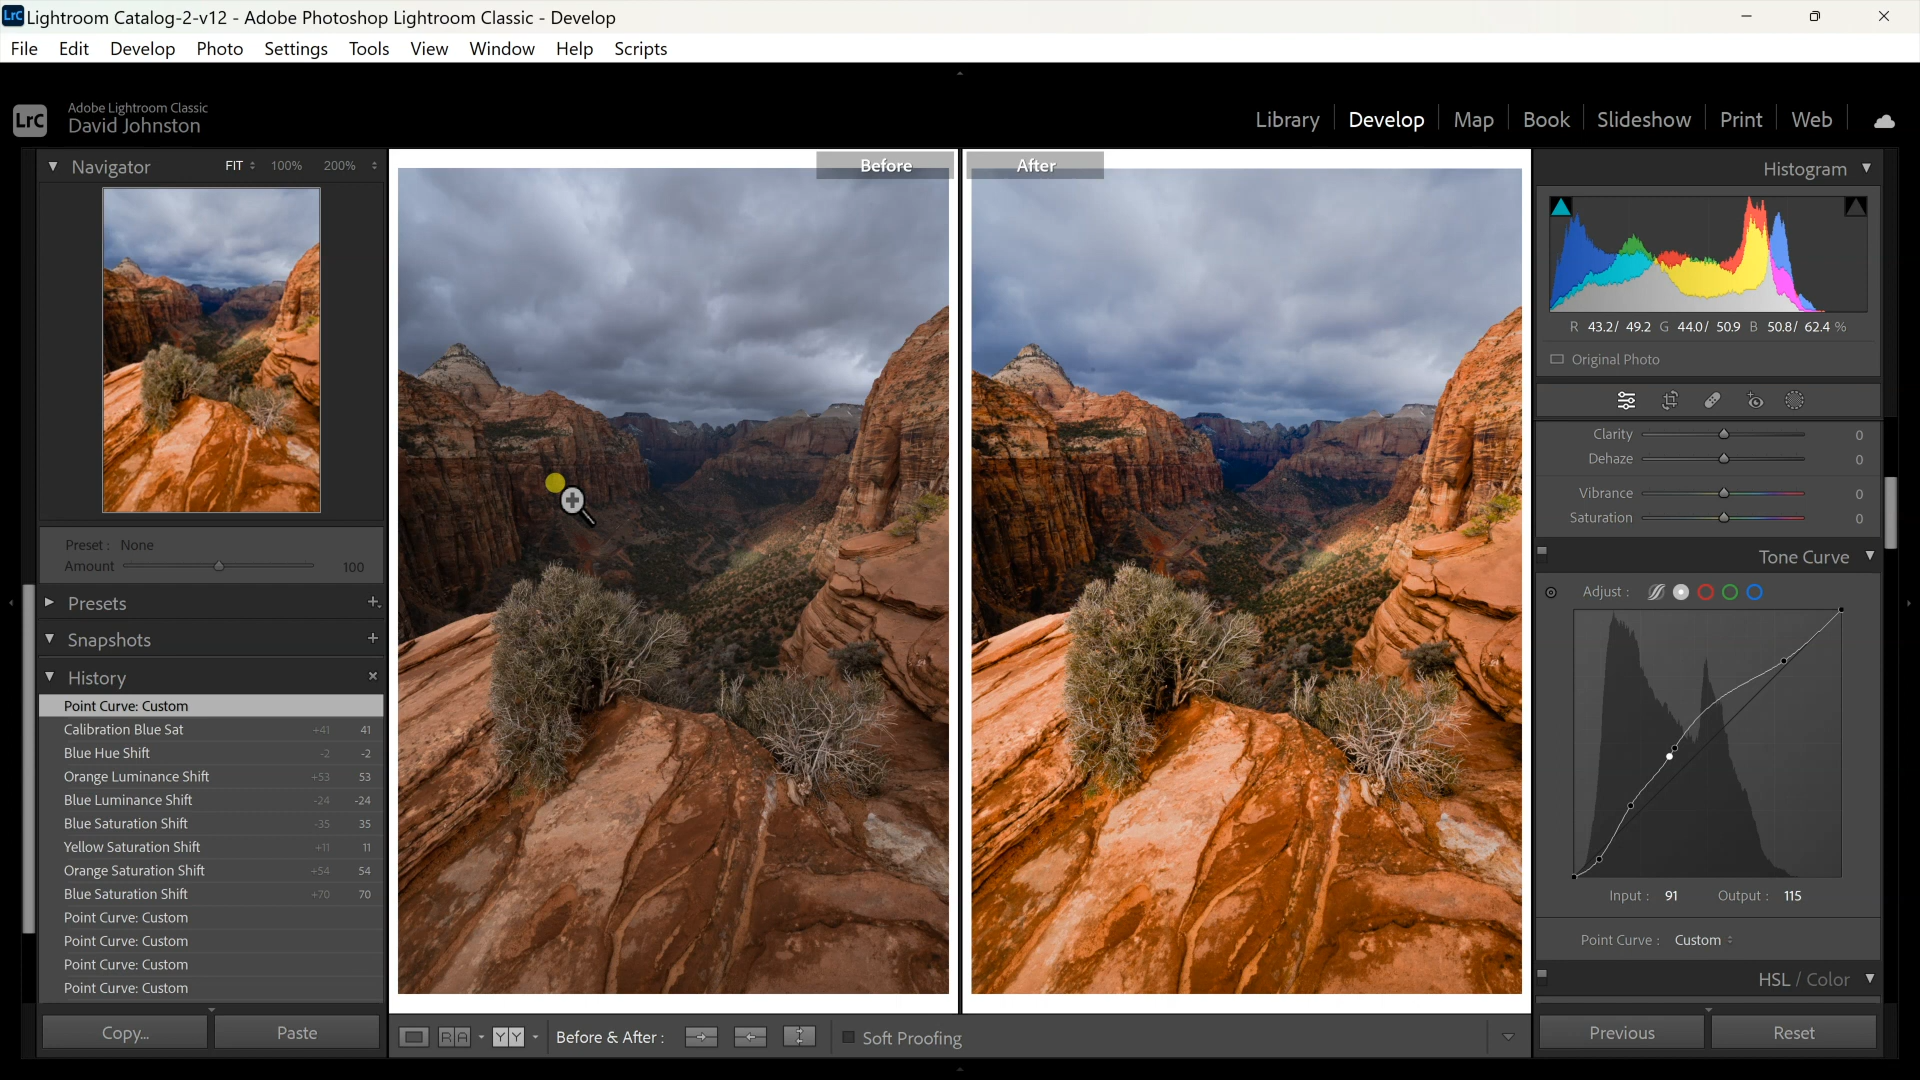 LrC Lightroom Catalog-2-v12 - Adobe Photoshop Lightroom Classic - Develop
File Edit Develop Photo Settings Tools View Window Help Scripts
LrC
Adobe Lightroom Classic
David Johnston
Library Develop Map Book Slideshow Print Web
Navigator FIT 100% 200%
Preset : None
Amount 100
Presets
Snapshots
History
Point Curve: Custom
Calibration Blue Sat +41 41
Blue Hue Shift -2 -2
Orange Luminance Shift +53 53
Blue Luminance Shift -24 -24
Blue Saturation Shift -35 35
Yellow Saturation Shift +11 11
Orange Saturation Shift +54 54
Blue Saturation Shift +70 70
Point Curve: Custom
Point Curve: Custom
Point Curve: Custom
Point Curve: Custom
Copy... Paste
Before
After
R A Y Y Before & After : Soft Proofing
Histogram
R 43.2/ 49.2 G 44.0/ 50.9 B 50.8/ 62.4 %
Original Photo
Clarity 0
Dehaze 0
Vibrance 0
Saturation 0
Tone Curve
Adjust :
Input : 91 Output : 115
Point Curve : Custom
HSL / Color
Previous Reset